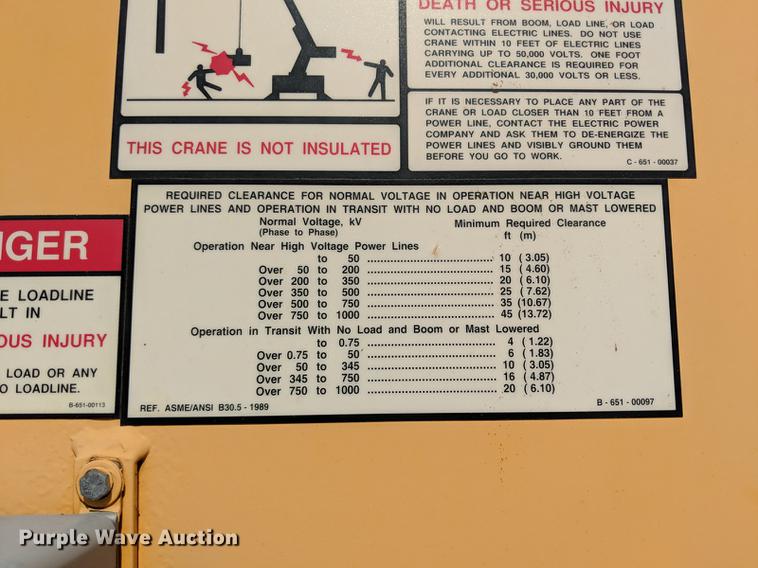 DEATH OR SERIOUS INJURY
WILL RESULT FROM BOOM, LOAD LINE, OR LOAD
CONTACTING ELECTRIC LINES. DO NOT USE
CRANE WITHIN 10 FEET OF ELECTRIC LINES
CARRYING UP TO 50,000 VOLTS. ONE FOOT
ADDITIONAL CLEARANCE IS REQUIRED FOR
EVERY ADDITIONAL 30,000 VOLTS OR LESS.
THIS CRANE IS NOT INSULATED
IF IT IS NECESSARY TO PLACE ANY PART OF THE
CRANE OR LOAD CLOSER THAN 10 FEET FROM A
POWER LINE, CONTACT THE ELECTRIC POWER
COMPANY AND ASK THEM TO DE-ENERGIZE THE
POWER LINES AND VISIBLY GROUND THEM
BEFORE YOU GO TO WORK.
C - 651 - 00037
NGER
E LOADLINE
LT IN
OUS INJURY
LOAD OR ANY
O LOADLINE.
B-651-00113
REQUIRED CLEARANCE FOR NORMAL VOLTAGE IN OPERATION NEAR HIGH VOLTAGE
POWER LINES AND OPERATION IN TRANSIT WITH NO LOAD AND BOOM OR MAST LOWERED
Normal Voltage, kV Minimum Required Clearance
(Phase to Phase) ft (m)
Operation Near High Voltage Power Lines
to 50 ........ 10 ( 3.05)
Over 50 to 200 ........ 15 ( 4.60)
Over 200 to 350 ........ 20 ( 6.10)
Over 350 to 500 ........ 25 ( 7.62)
Over 500 to 750 ........ 35 (10.67)
Over 750 to 1000 ........ 45 (13.72)
Operation in Transit With No Load and Boom or Mast Lowered
to 0.75 ........ 4 ( 1.22)
Over 0.75 to 50 ........ 6 ( 1.83)
Over 50 to 345 ........ 10 ( 3.05)
Over 345 to 750 ........ 16 ( 4.87)
Over 750 to 1000 ........ 20 ( 6.10)
REF. ASME/ANSI B30.5 - 1989 B - 651 - 00097
Purple Wave Auction